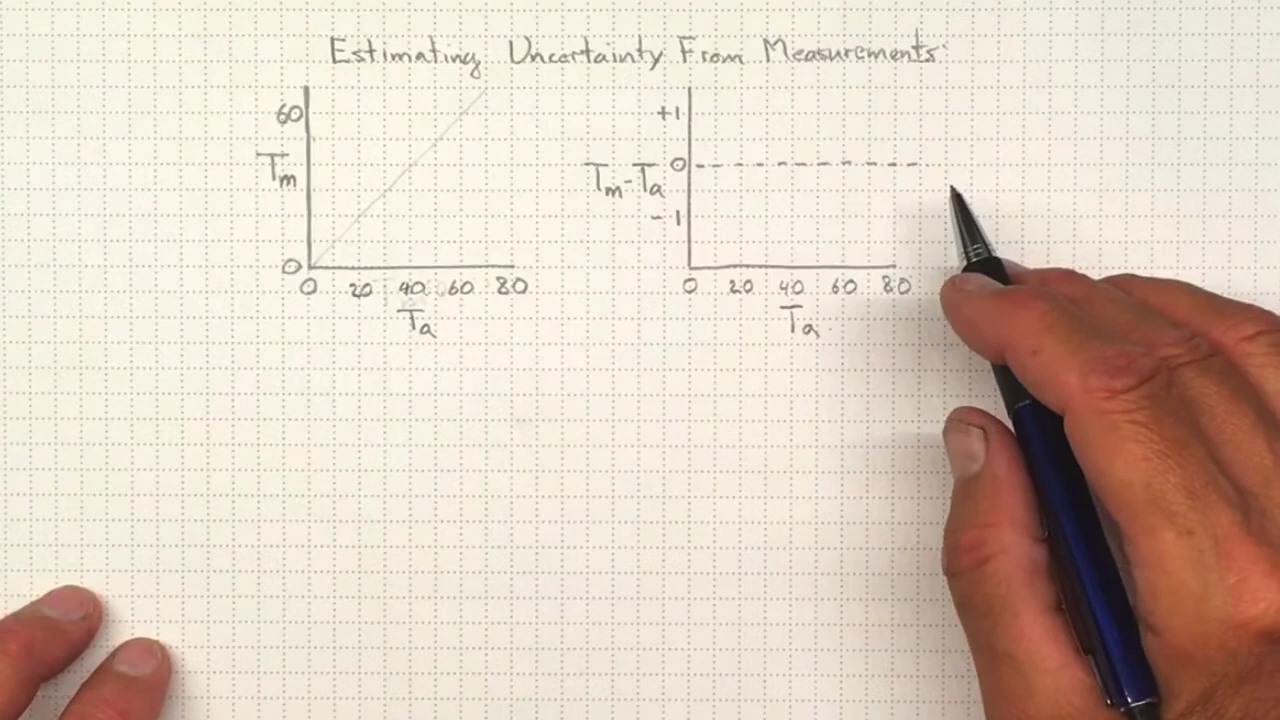 Estimating Uncertainty From Measurements
60
Tm
0
0 20 40 60 80
Ta
+1
Tm-Ta 0
-1
0 20 40 60 80
Ta